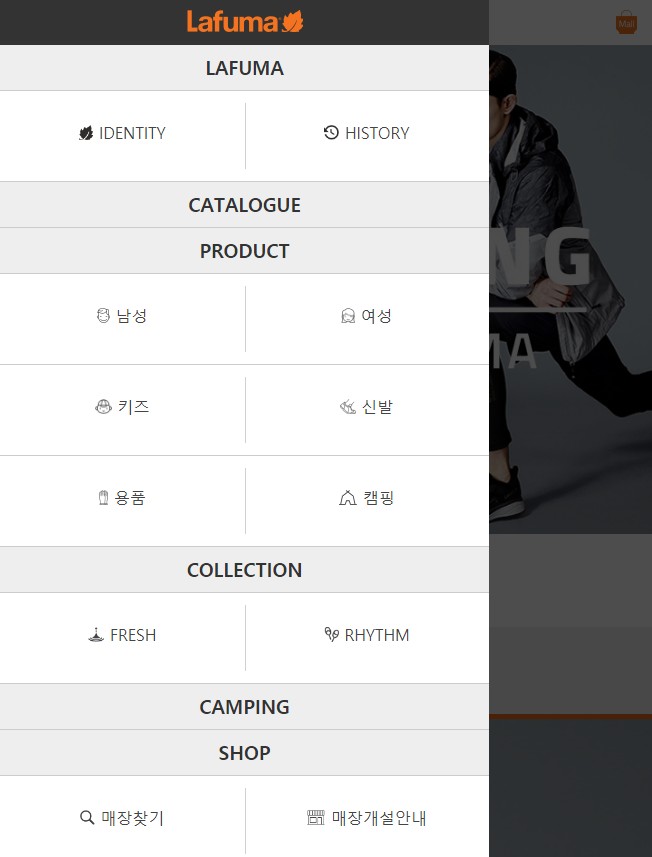 Lafuma
Mall
LAFUMA
IDENTITY
HISTORY
CATALOGUE
PRODUCT
남성
여성
키즈
신발
용품
캠핑
COLLECTION
FRESH
RHYTHM
CAMPING
SHOP
매장찾기
매장개설안내